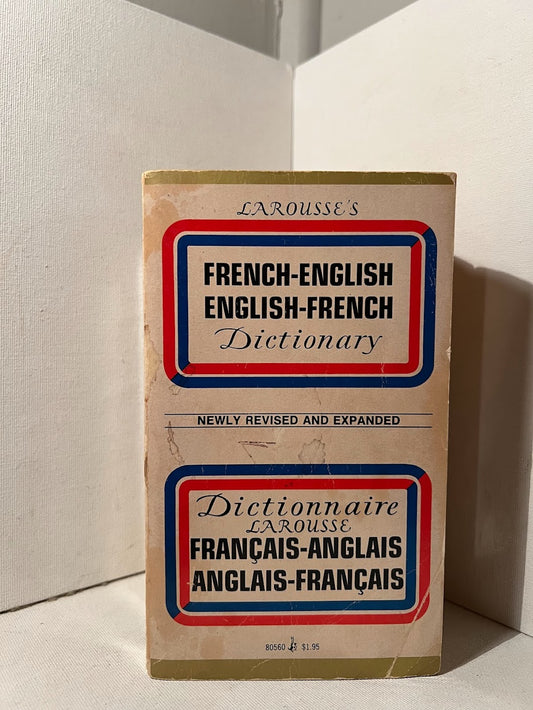 LAROUSSE'S
FRENCH-ENGLISH
ENGLISH-FRENCH
Dictionary
NEWLY REVISED AND EXPANDED
Dictionnaire
LAROUSSE
FRANÇAIS-ANGLAIS
ANGLAIS-FRANÇAIS
80560 $1.95